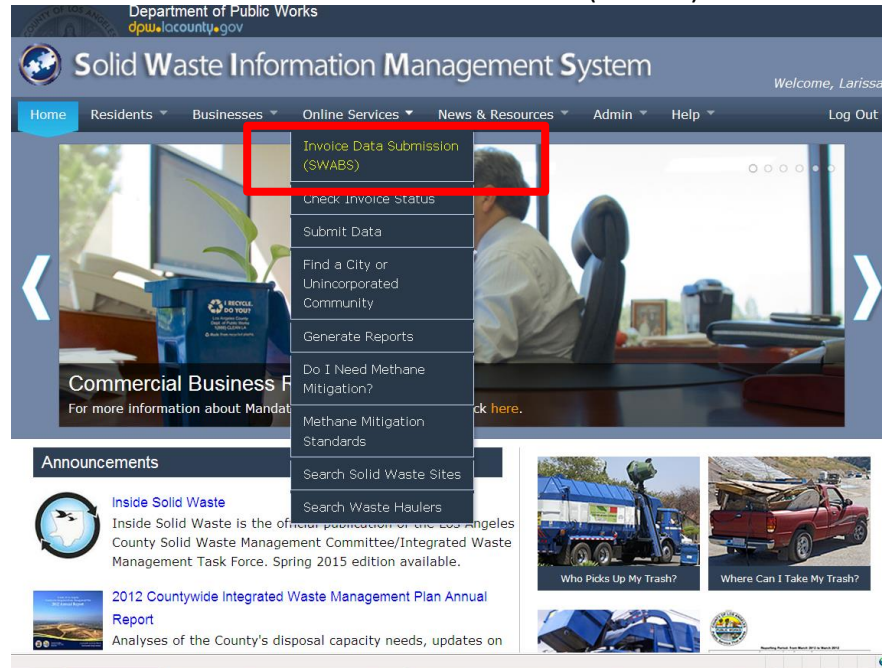 Department of Public Works
dpw.lacounty.gov
Solid Waste Information Management System
Welcome, Larissa
Home Residents Businesses Online Services News & Resources Admin Help Log Out
Invoice Data Submission
(SWABS)
Check Invoice Status
Submit Data
Find a City or
Unincorporated
Community
Generate Reports
Do I Need Methane
Mitigation?
Methane Mitigation
Standards
Search Solid Waste Sites
Search Waste Haulers
I RECYCLE.
DO YOU?
Commercial Business
For more information about Mandat
ck here.
Announcements
Inside Solid Waste
Inside Solid Waste is the official publication of the Los Angeles
County Solid Waste Management Committee/Integrated Waste
Management Task Force. Spring 2015 edition available.
2012 Countywide Integrated Waste Management Plan Annual
Report
Analyses of the County's disposal capacity needs, updates on
Who Picks Up My Trash?
Where Can I Take My Trash?